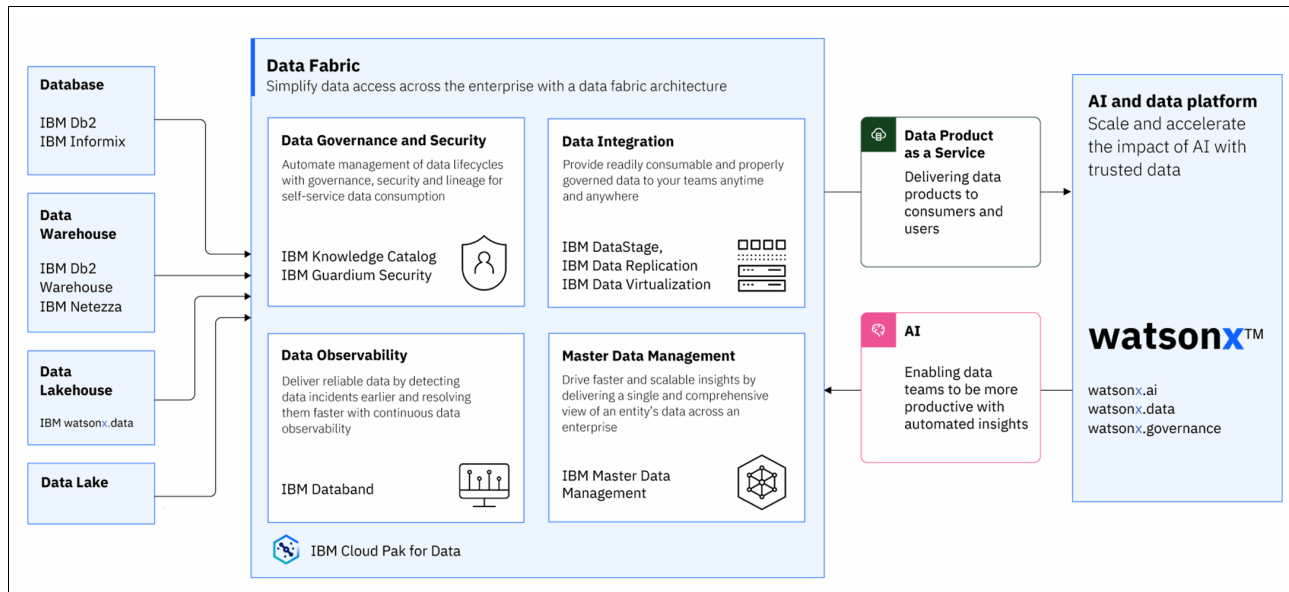 Database
IBM Db2
IBM Informix
Data
Warehouse
IBM Db2
Warehouse
IBM Netezza
Data
Lakehouse
IBM watsonx.data
Data Lake
Data Fabric
Simplify data access across the enterprise with a data fabric architecture
Data Governance and Security
Automate management of data lifecycles
with governance, security and lineage for
self-service data consumption
IBM Knowledge Catalog
IBM Guardium Security
Data Integration
Provide readily consumable and properly
governed data to your teams anytime
and anywhere
IBM DataStage,
IBM Data Replication
IBM Data Virtualization
Data Observability
Deliver reliable data by detecting
data incidents earlier and resolving
them faster with continuous data
observability
IBM Databand
Master Data Management
Drive faster and scalable insights by
delivering a single and comprehensive
view of an entity's data across an
enterprise
IBM Master Data
Management
IBM Cloud Pak for Data
Data Product
as a Service
Delivering data
products to
consumers and
users
AI
Enabling data
teams to be more
productive with
automated insights
AI and data platform
Scale and accelerate
the impact of AI with
trusted data
watsonx™
watsonx.ai
watsonx.data
watsonx.governance